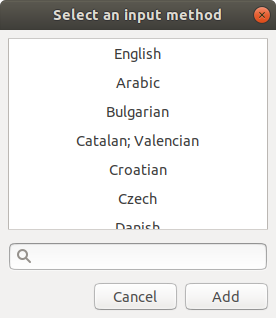 Select an input method
English
Arabic
Bulgarian
Catalan; Valencian
Croatian
Czech
Danish
Cancel
Add